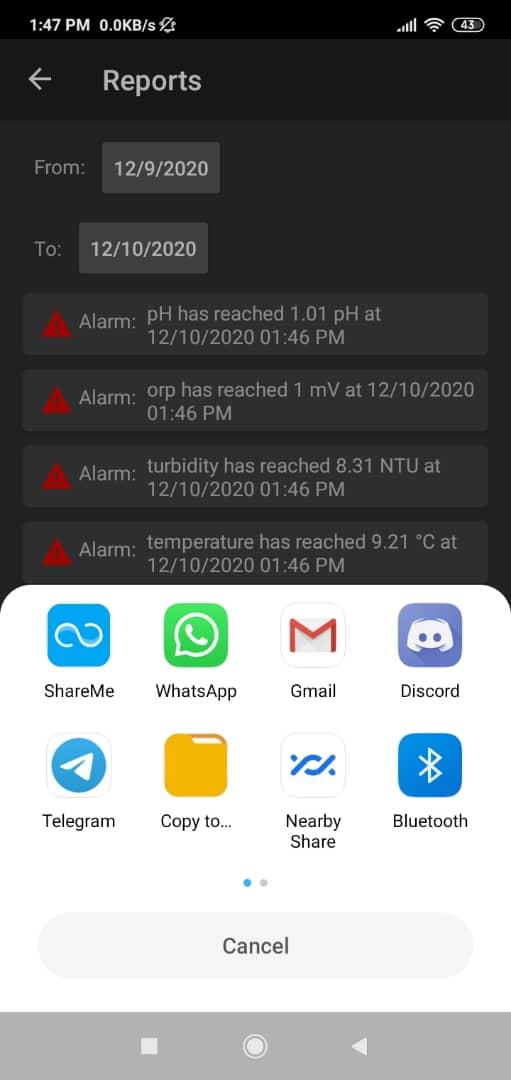 1:47 PM 0.0KB/s 43
Reports
From: 12/9/2020
To: 12/10/2020
Alarm: pH has reached 1.01 pH at
12/10/2020 01:46 PM
Alarm: orp has reached 1 mV at 12/10/2020
01:46 PM
Alarm: turbidity has reached 8.31 NTU at
12/10/2020 01:46 PM
Alarm: temperature has reached 9.21 °C at
12/10/2020 01:46 PM
ShareMe WhatsApp Gmail Discord
Telegram Copy to... Nearby Bluetooth
Share
Cancel